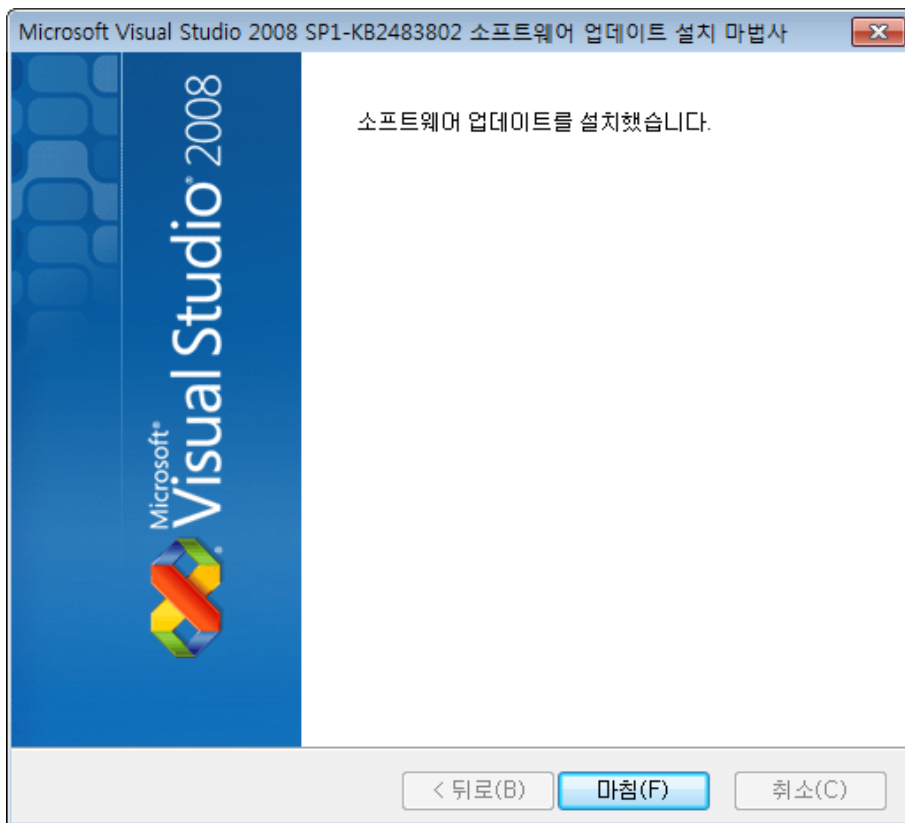 Microsoft Visual Studio 2008 SP1-KB2483802 소프트웨어 업데이트 설치 마법사
Microsoft®
Visual Studio® 2008
소프트웨어 업데이트를 설치했습니다.
< 뒤로(B)
마침(F)
취소(C)